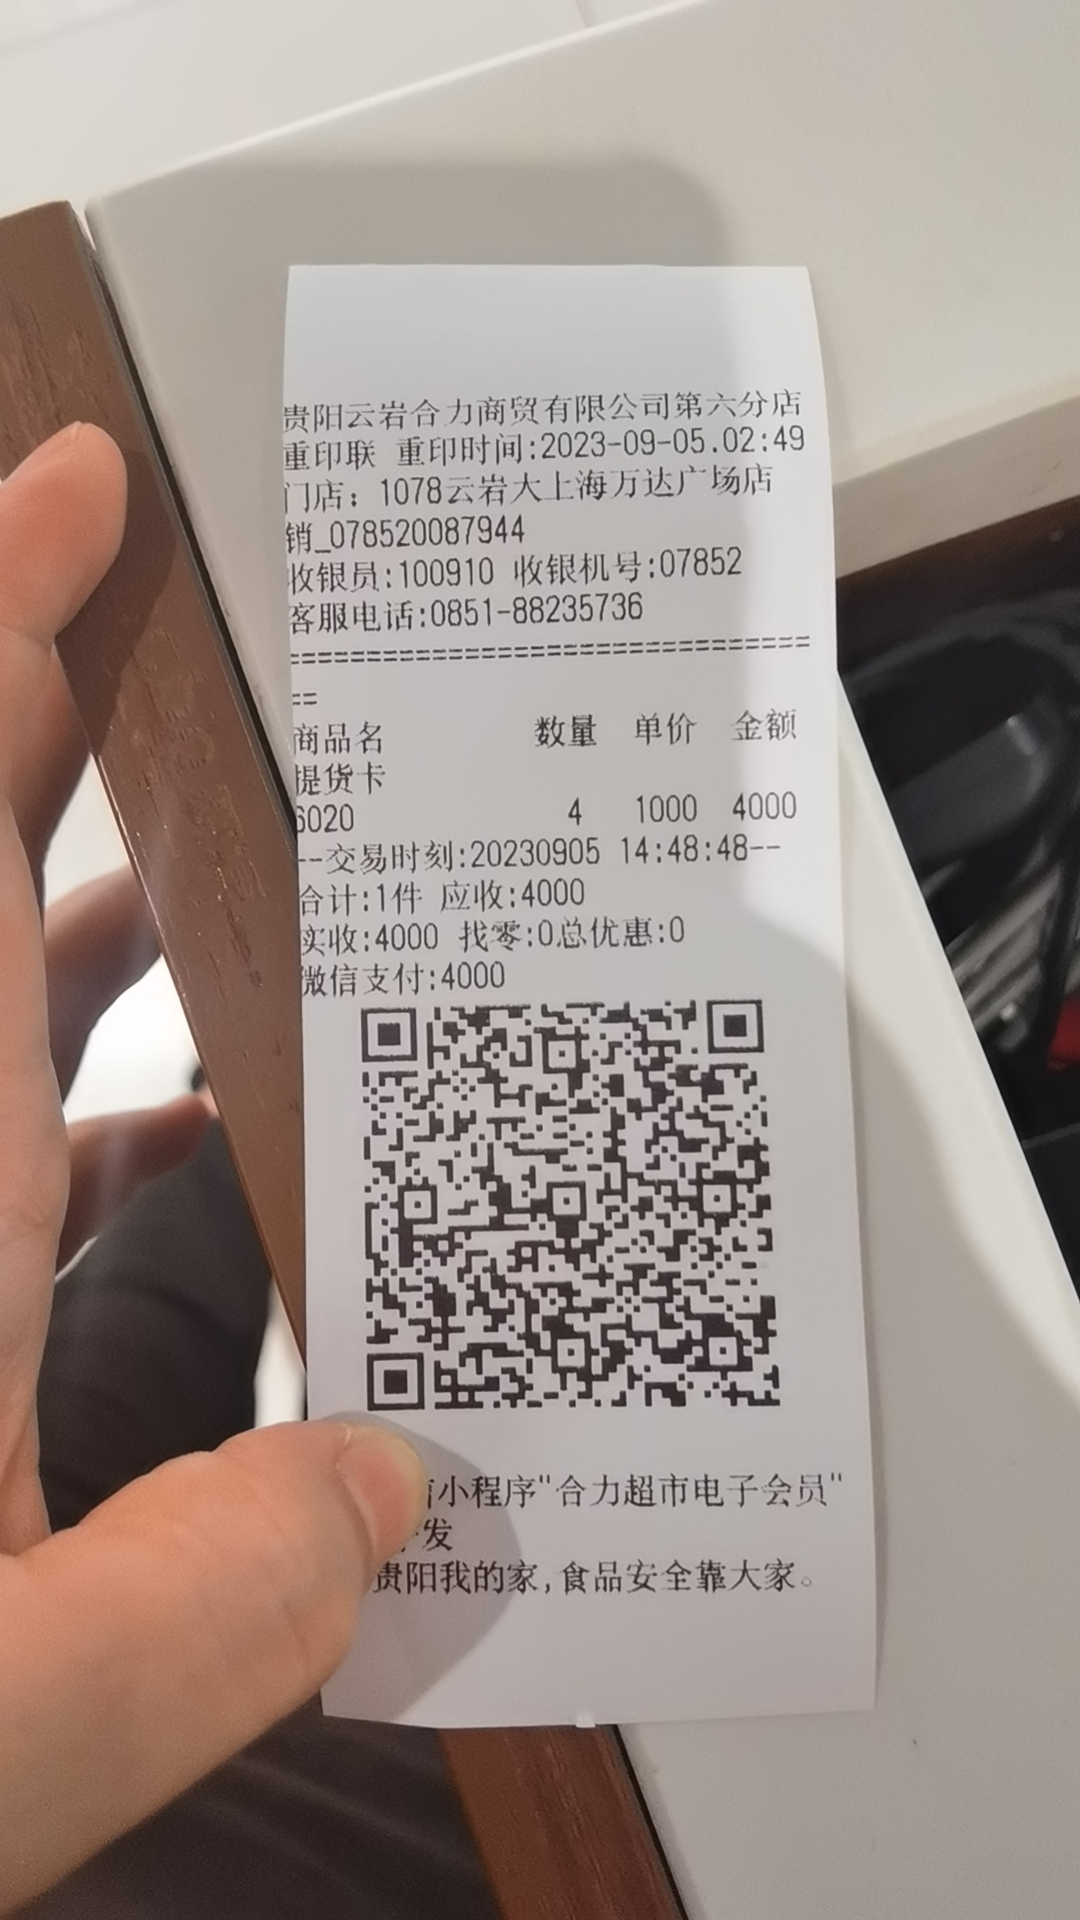 贵阳云岩合力商贸有限公司第六分店
重印联 重印时间:2023-09-05.02:49
门店：1078云岩大上海万达广场店
销_078520087944
收银员:100910 收银机号:07852
客服电话:0851-88235736
================================
==
商品名 数量 单价 金额
提货卡
6020 4 1000 4000
--交易时刻:20230905 14:48:48--
合计:1件 应收:4000
实收:4000 找零:0总优惠:0
微信支付:4000
小程序"合力超市电子会员"
发
贵阳我的家,食品安全靠大家。